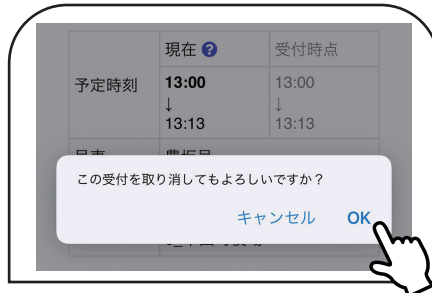 現在 ?
受付時点
予定時刻
13:00
↓
13:13
13:00
↓
13:13
この受付を取り消してもよろしいですか？
キャンセル
OK